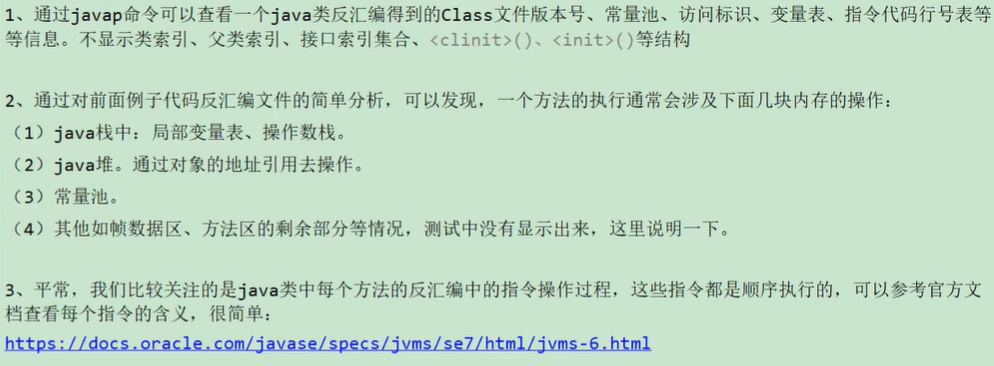 1、通过javap命令可以查看一个java类反汇编得到的Class文件版本号、常量池、访问标识、变量表、指令代码行号表等
等信息。不显示类索引、父类索引、接口索引集合、<clinit>()、<init>()等结构
2、通过对前面例子代码反汇编文件的简单分析，可以发现，一个方法的执行通常会涉及下面几块内存的操作：
（1）java栈中：局部变量表、操作数栈。
（2）java堆。通过对象的地址引用去操作。
（3）常量池。
（4）其他如帧数据区、方法区的剩余部分等情况，测试中没有显示出来，这里说明一下。
3、平常，我们比较关注的是java类中每个方法的反汇编中的指令操作过程，这些指令都是顺序执行的，可以参考官方文
档查看每个指令的含义，很简单：
https://docs.oracle.com/javase/specs/jvms/se7/html/jvms-6.html